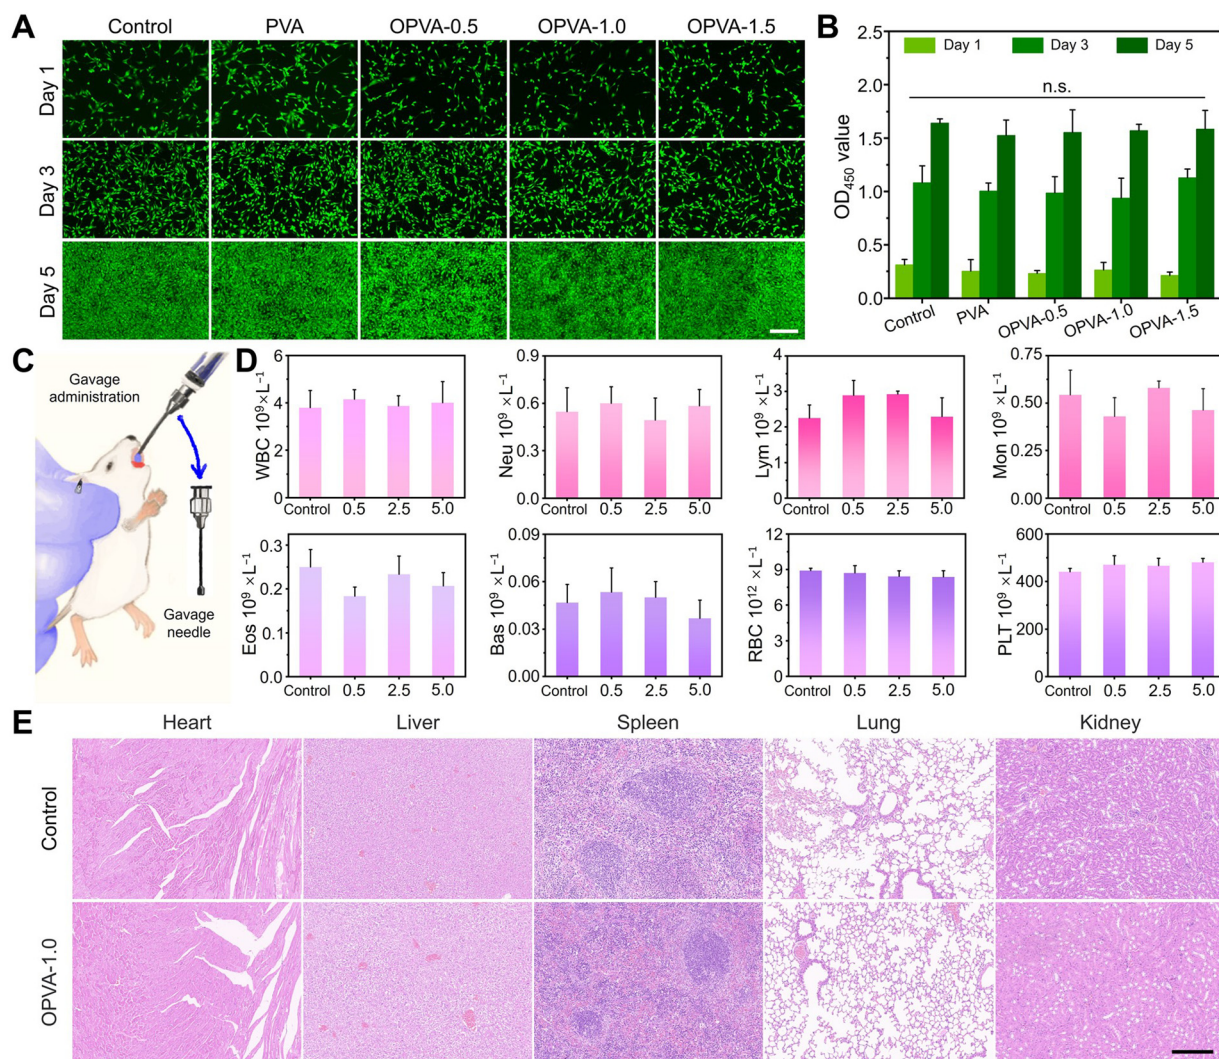 A
Control PVA OPVA-0.5 OPVA-1.0 OPVA-1.5
Day 1
Day 3
Day 5
B
2.5
2.0
1.5
1.0
0.5
0.0
OD450 value
Day 1 Day 3 Day 5
n.s.
Control PVA OPVA-0.5 OPVA-1.0 OPVA-1.5
C
Gavage
administration
Gavage
needle
D
WBC 10⁹ ×L⁻¹
6
4
2
0
Control 0.5 2.5 5.0
Neu 10⁹ ×L⁻¹
0.9
0.6
0.3
0.0
Control 0.5 2.5 5.0
Lym 10⁹ ×L⁻¹
4
3
2
1
0
Control 0.5 2.5 5.0
Mon 10⁹ ×L⁻¹
0.75
0.50
0.25
0.00
Control 0.5 2.5 5.0
Eos 10⁹ ×L⁻¹
0.3
0.2
0.1
0.0
Control 0.5 2.5 5.0
Bas 10⁹ ×L⁻¹
0.09
0.06
0.03
0.00
Control 0.5 2.5 5.0
RBC 10¹² ×L⁻¹
12
9
6
3
0
Control 0.5 2.5 5.0
PLT 10⁹ ×L⁻¹
600
400
200
0
Control 0.5 2.5 5.0
E
Heart Liver Spleen Lung Kidney
Control
OPVA-1.0